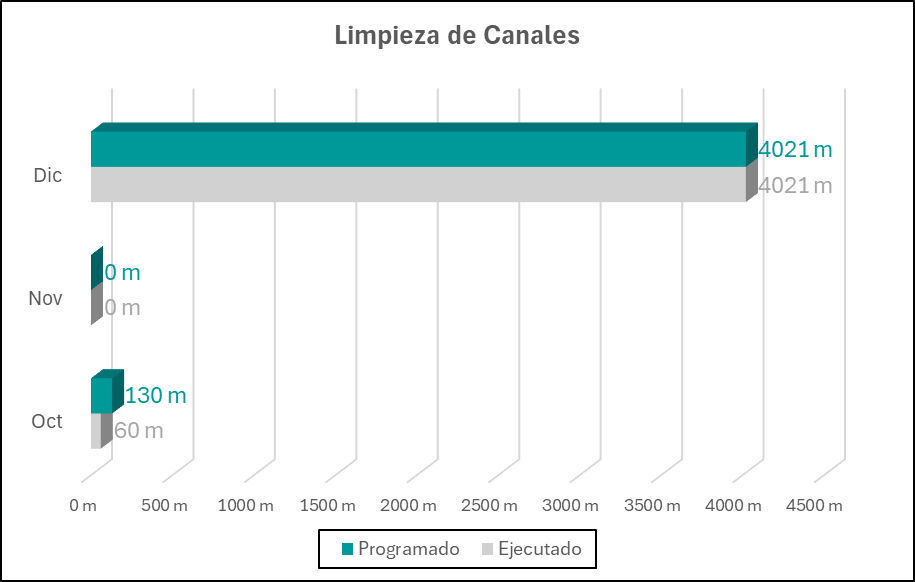 Limpieza de Canales
Dic
4021 m
4021 m
Nov
0 m
0 m
Oct
130 m
60 m
0 m 500 m 1000 m 1500 m 2000 m 2500 m 3000 m 3500 m 4000 m 4500 m
Programado Ejecutado